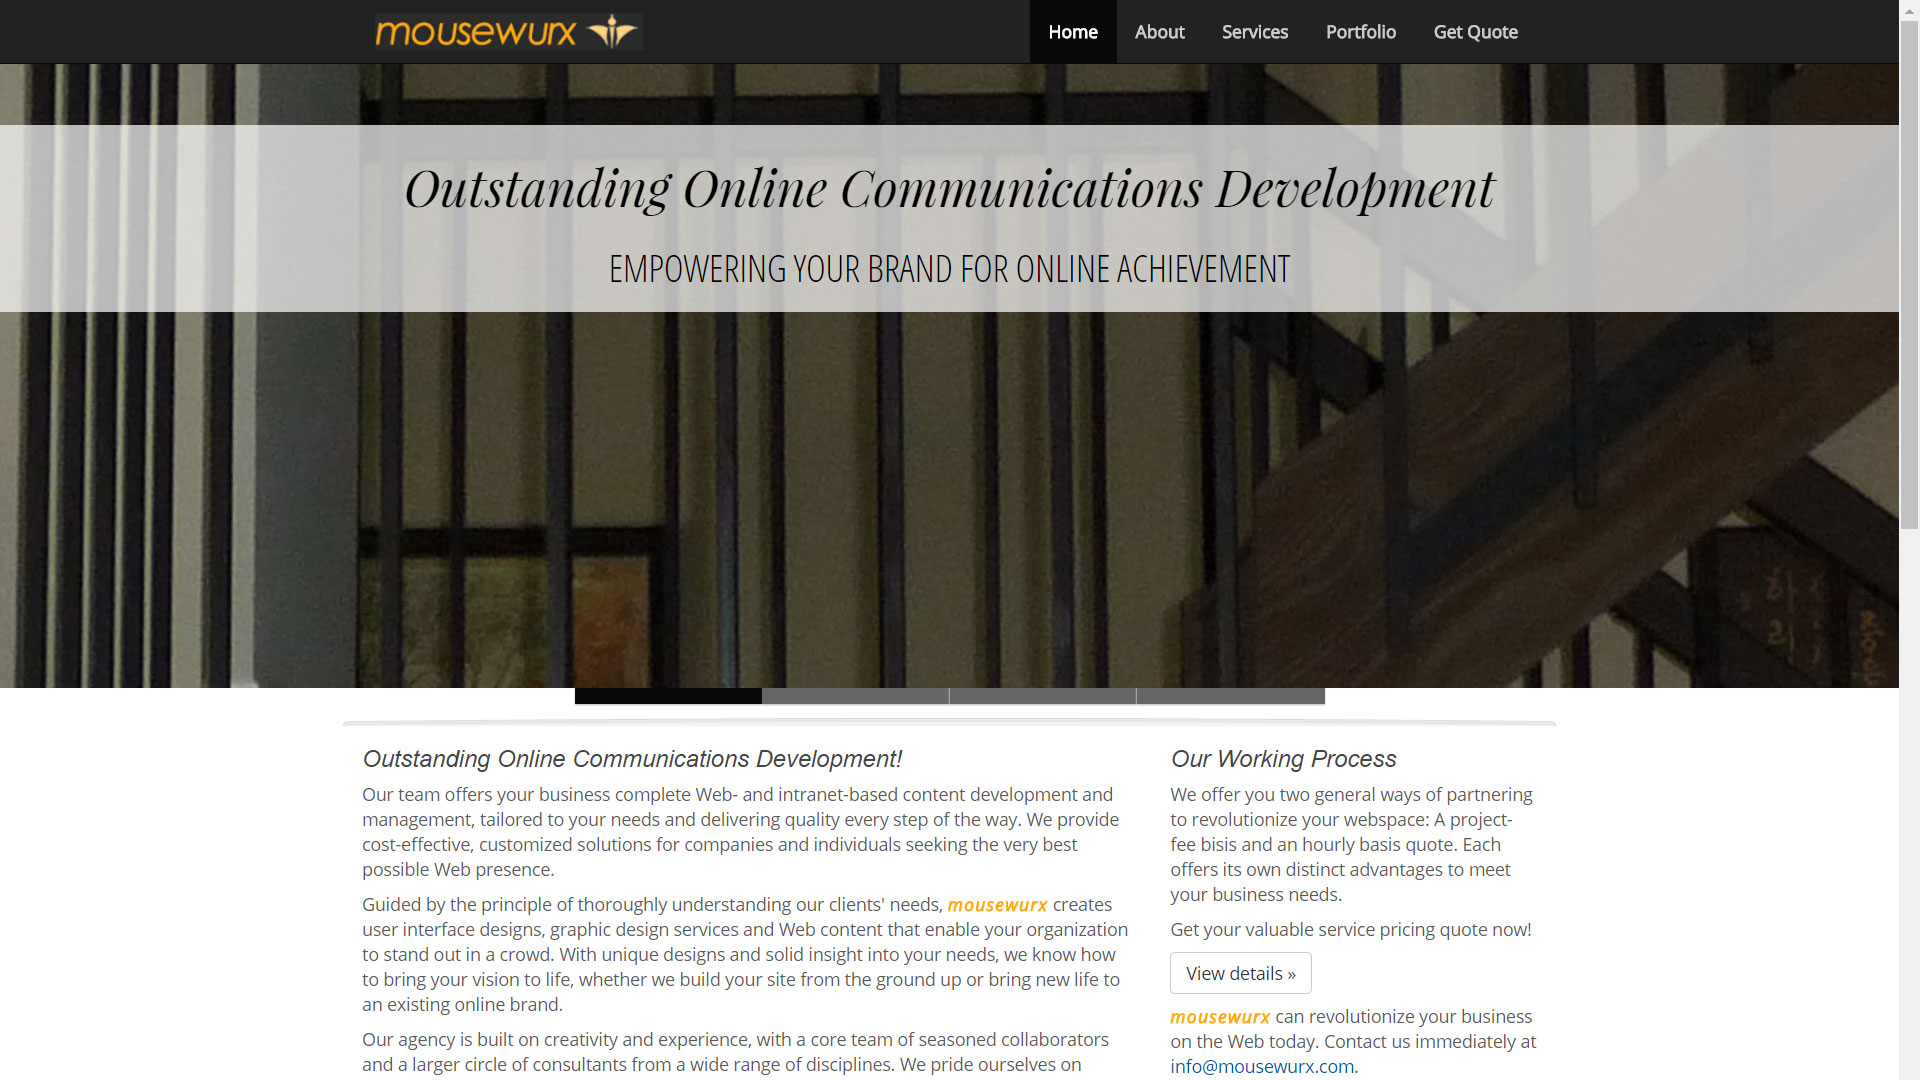 mousewurx
Home About Services Portfolio Get Quote
Outstanding Online Communications Development
EMPOWERING YOUR BRAND FOR ONLINE ACHIEVEMENT
Outstanding Online Communications Development!
Our team offers your business complete Web- and intranet-based content development and
management, tailored to your needs and delivering quality every step of the way. We provide
cost-effective, customized solutions for companies and individuals seeking the very best
possible Web presence.
Guided by the principle of thoroughly understanding our clients' needs, mousewurx creates
user interface designs, graphic design services and Web content that enable your organization
to stand out in a crowd. With unique designs and solid insight into your needs, we know how
to bring your vision to life, whether we build your site from the ground up or bring new life to
an existing online brand.
Our agency is built on creativity and experience, with a core team of seasoned collaborators
and a larger circle of consultants from a wide range of disciplines. We pride ourselves on
Our Working Process
We offer you two general ways of partnering
to revolutionize your webspace: A project-
fee bisis and an hourly basis quote. Each
offers its own distinct advantages to meet
your business needs.
Get your valuable service pricing quote now!
View details »
mousewurx can revolutionize your business
on the Web today. Contact us immediately at
info@mousewurx.com.